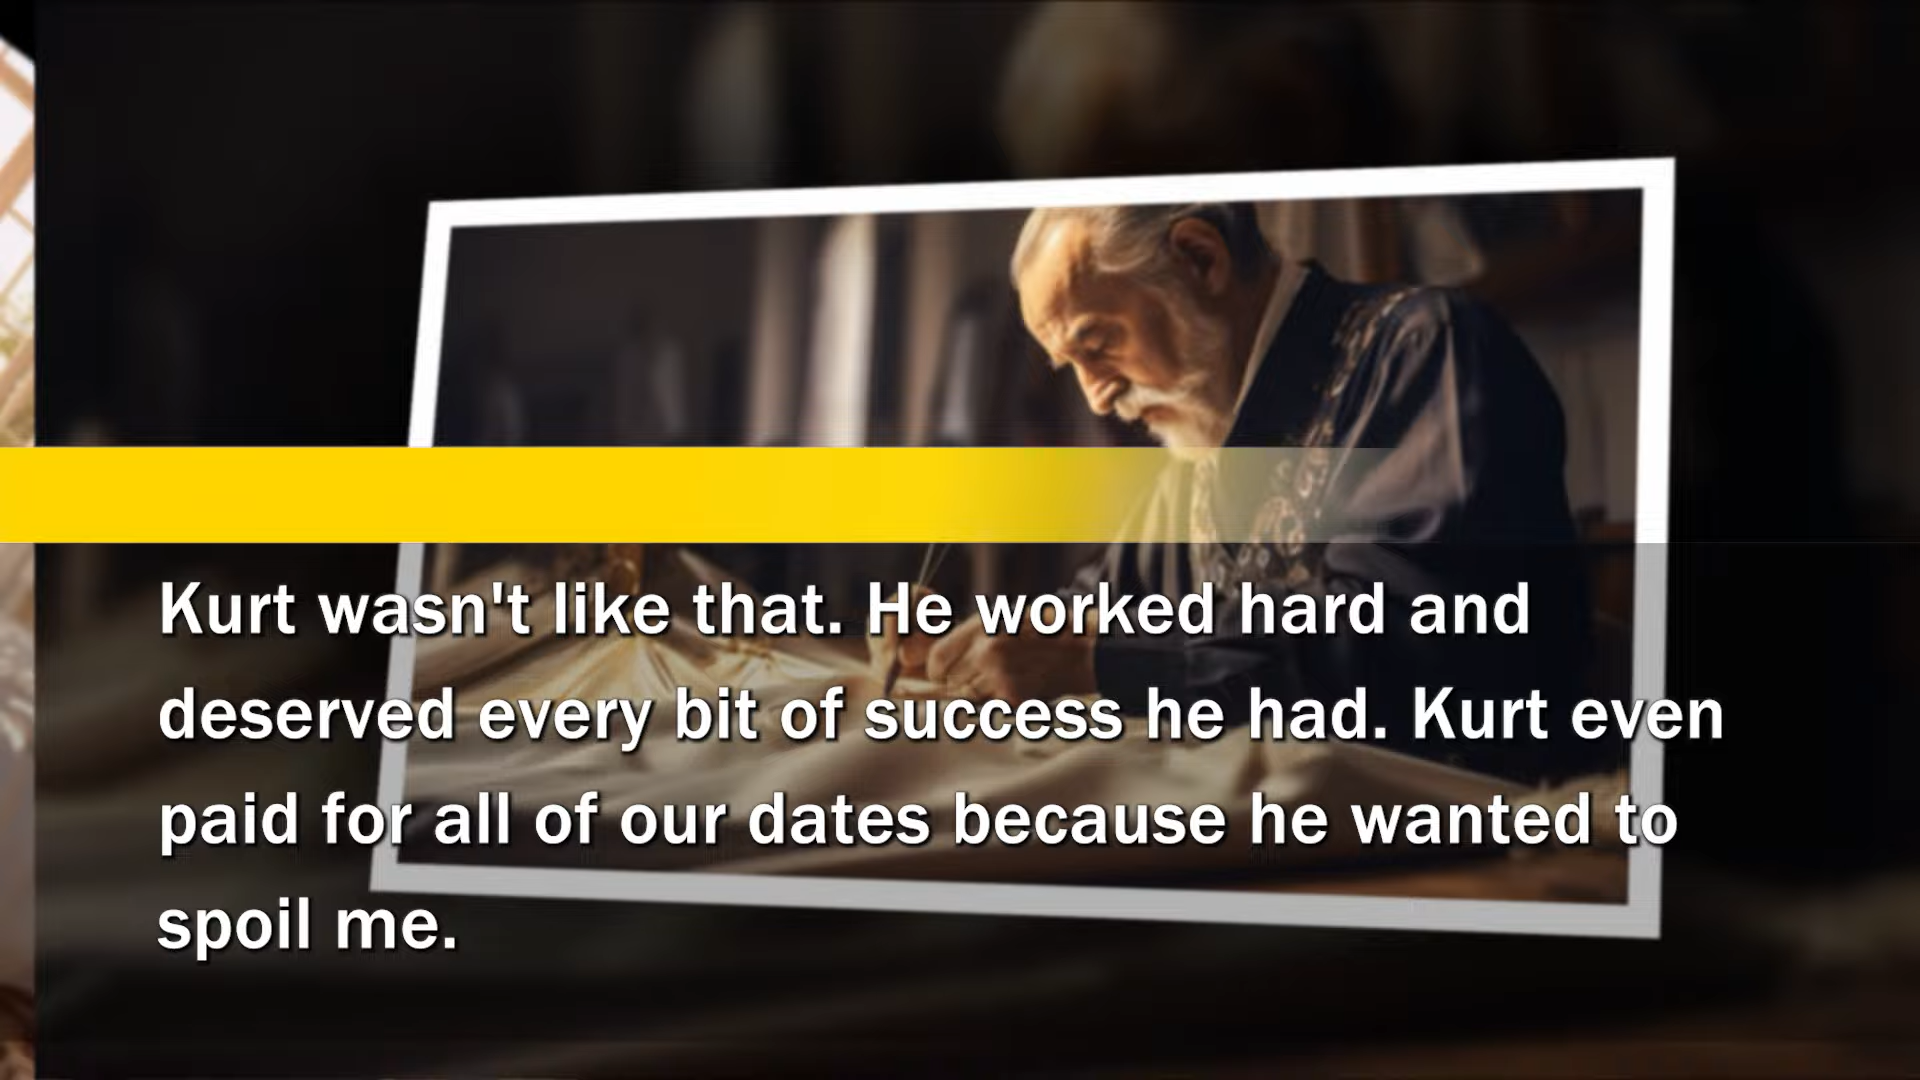 Kurt wasn't like that. He worked hard and
deserved every bit of success he had. Kurt even
paid for all of our dates because he wanted to
spoil me.